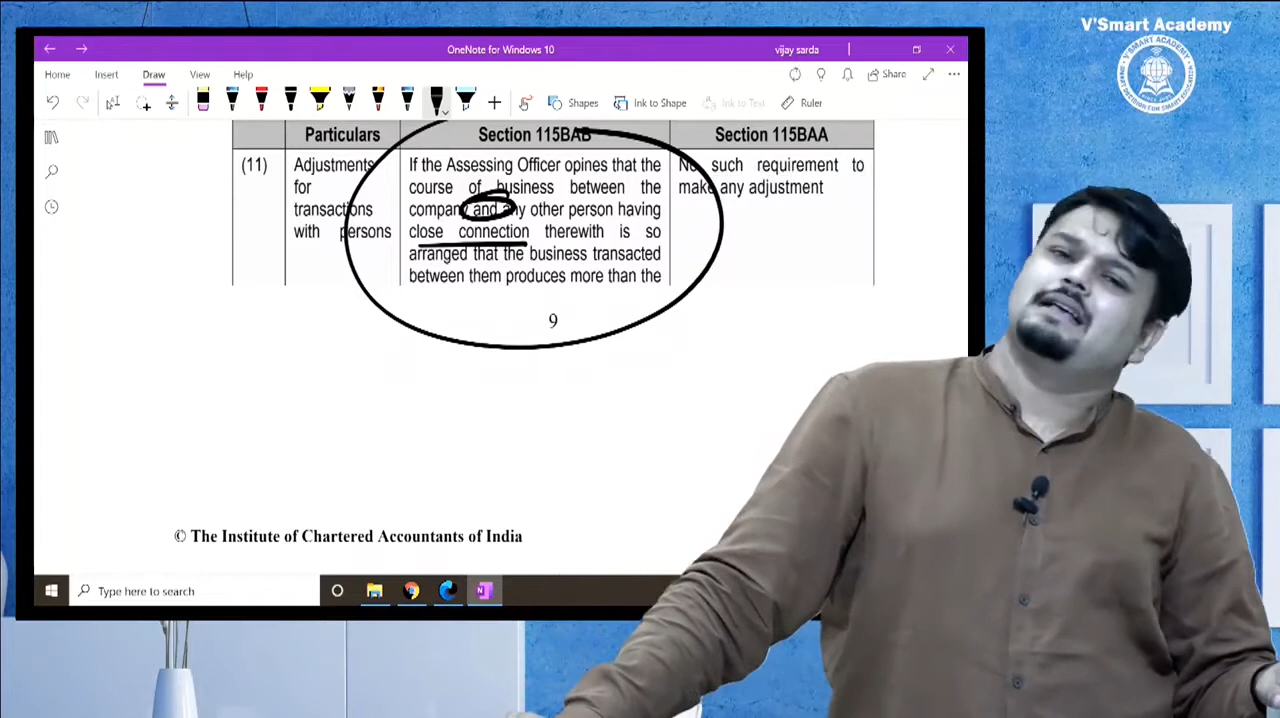 V'Smart Academy
OneNote for Windows 10
vijay sarda
Home Insert Draw View Help
Share
Shapes
Ink to Shape
Ink to Text
Ruler
Particulars Section 115BAB Section 115BAA
(11) Adjustments for transactions with persons
If the Assessing Officer opines that the
course of business between the
company and any other person having
close connection therewith is so
arranged that the business transacted
between them produces more than the
No such requirement to
make any adjustment
9
© The Institute of Chartered Accountants of India
Type here to search